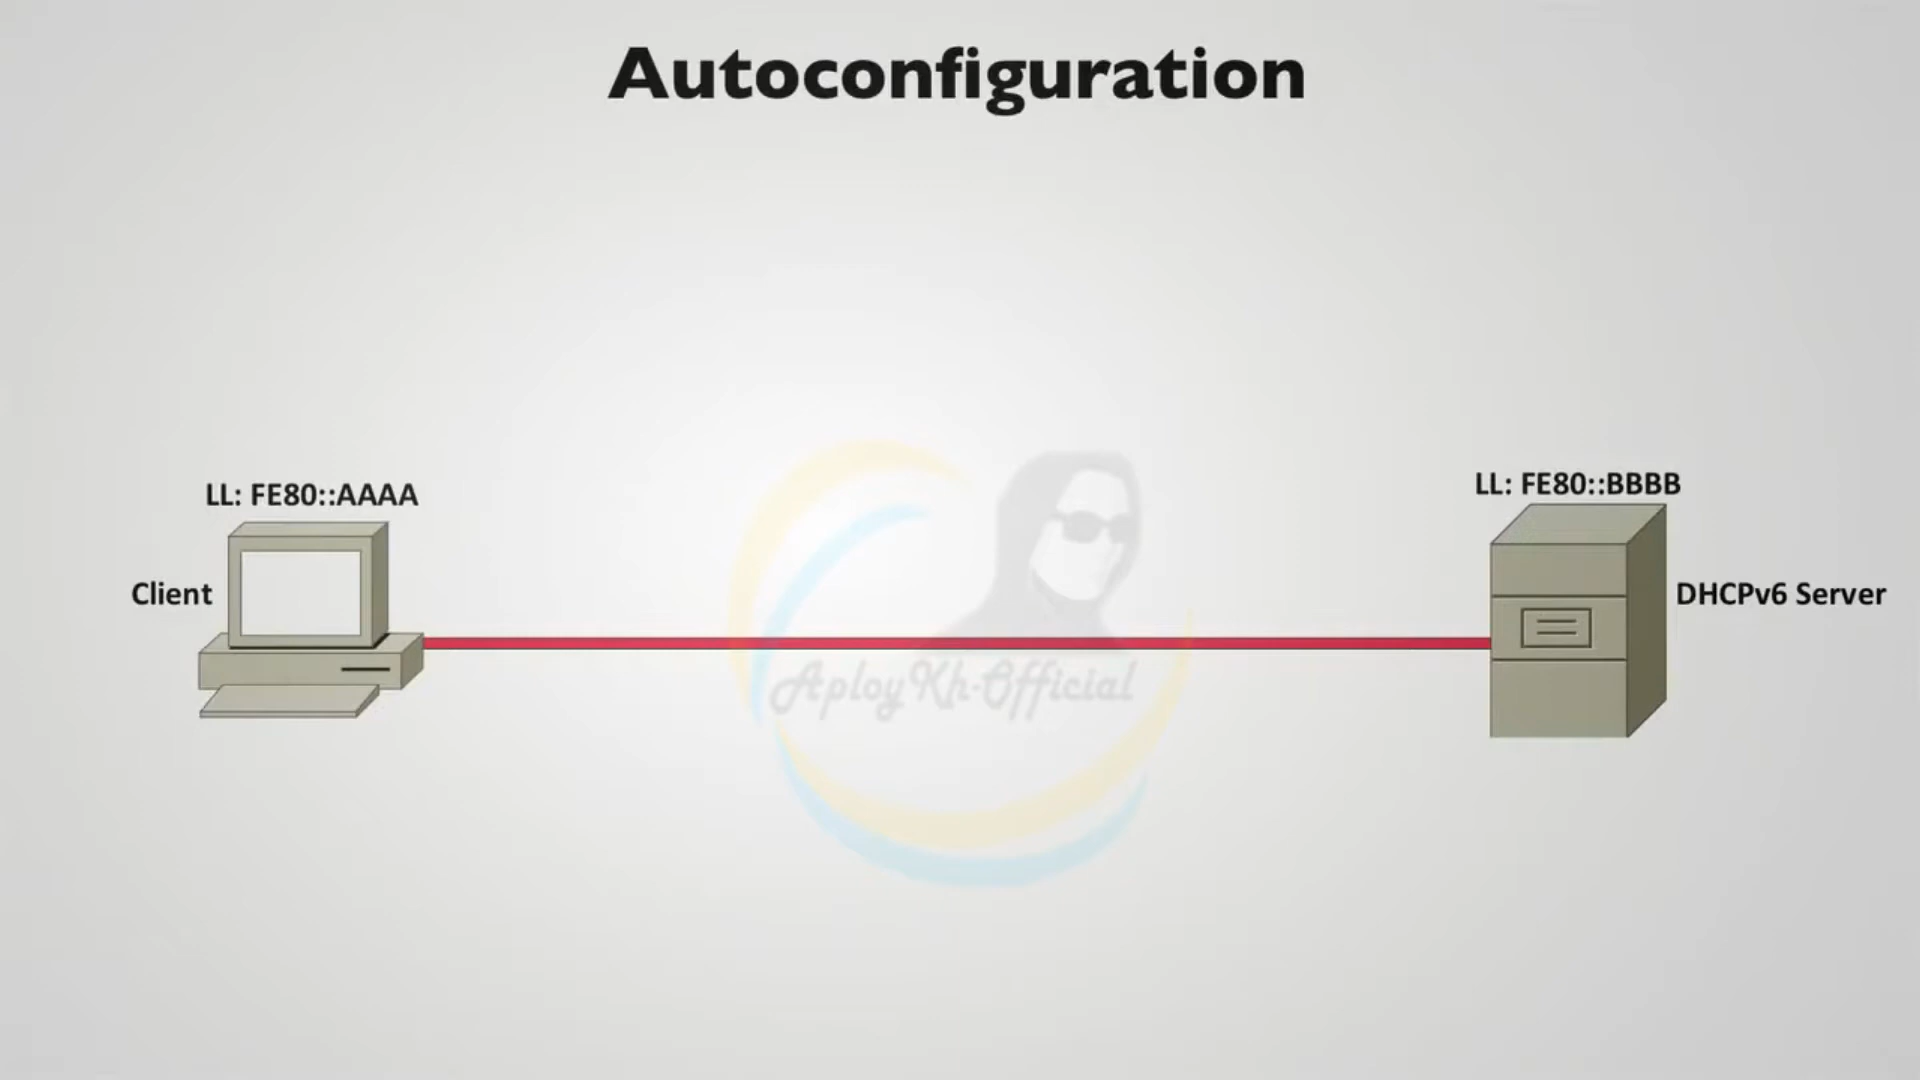 Autoconfiguration
LL: FE80::AAAA
LL: FE80::BBBB
Client
DHCPv6 Server
AployKh-Official